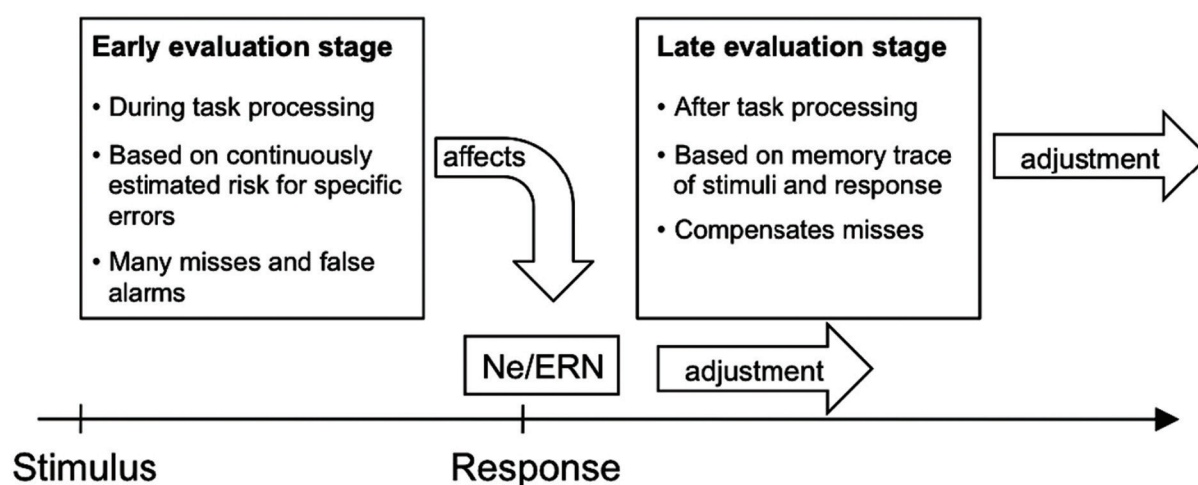 Early evaluation stage
• During task processing
• Based on continuously
estimated risk for specific
errors
• Many misses and false
alarms
affects
Late evaluation stage
• After task processing
• Based on memory trace
of stimuli and response
• Compensates misses
adjustment
Ne/ERN
adjustment
Stimulus
Response